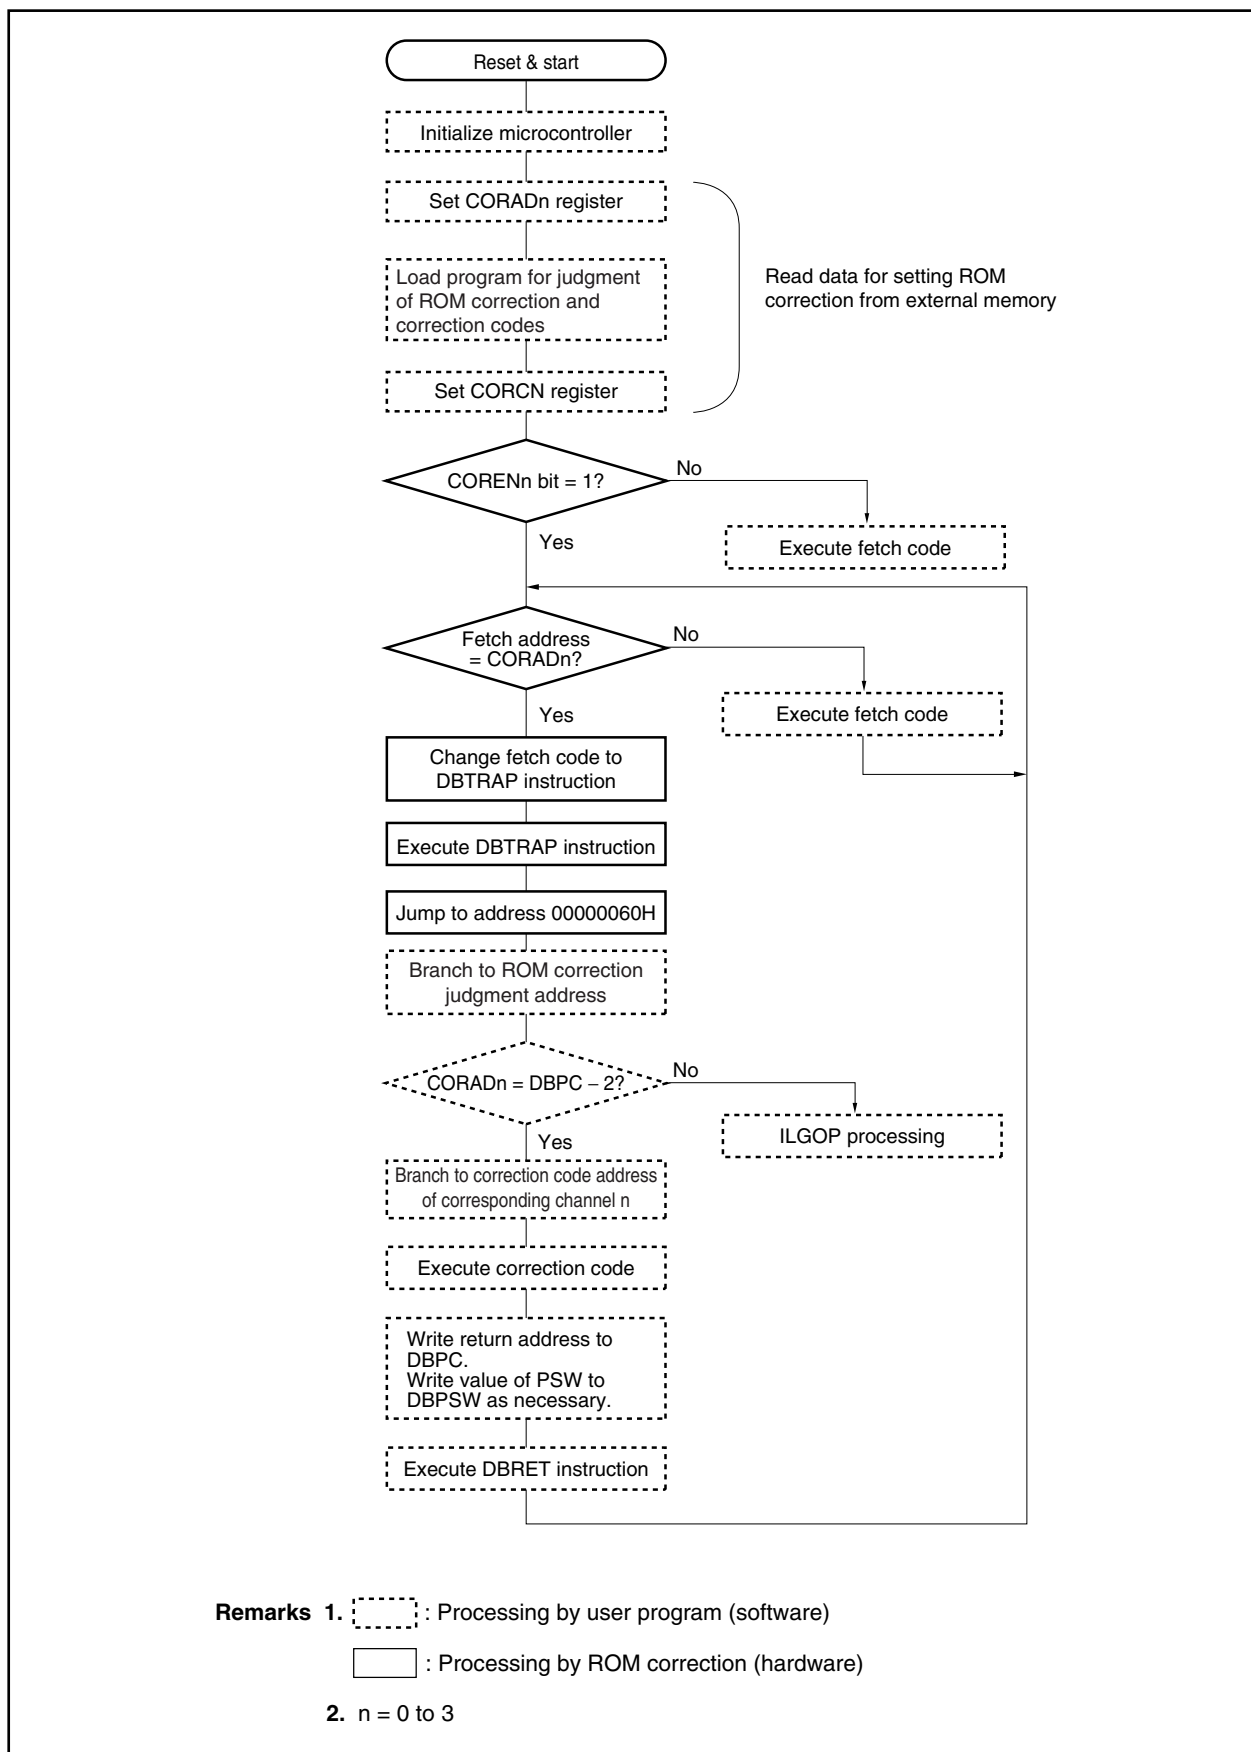 Reset & start
Initialize microcontroller
Set CORADn register
Load program for judgment
of ROM correction and
correction codes
Read data for setting ROM
correction from external memory
Set CORCN register
CORENn bit = 1?
No
Execute fetch code
Yes
Fetch address
= CORADn?
No
Execute fetch code
Yes
Change fetch code to
DBTRAP instruction
Execute DBTRAP instruction
Jump to address 00000060H
Branch to ROM correction
judgment address
CORADn = DBPC – 2?
No
ILGOP processing
Yes
Branch to correction code address
of corresponding channel n
Execute correction code
Write return address to
DBPC.
Write value of PSW to
DBPSW as necessary.
Execute DBRET instruction
Remarks 1. : Processing by user program (software)
: Processing by ROM correction (hardware)
2. n = 0 to 3